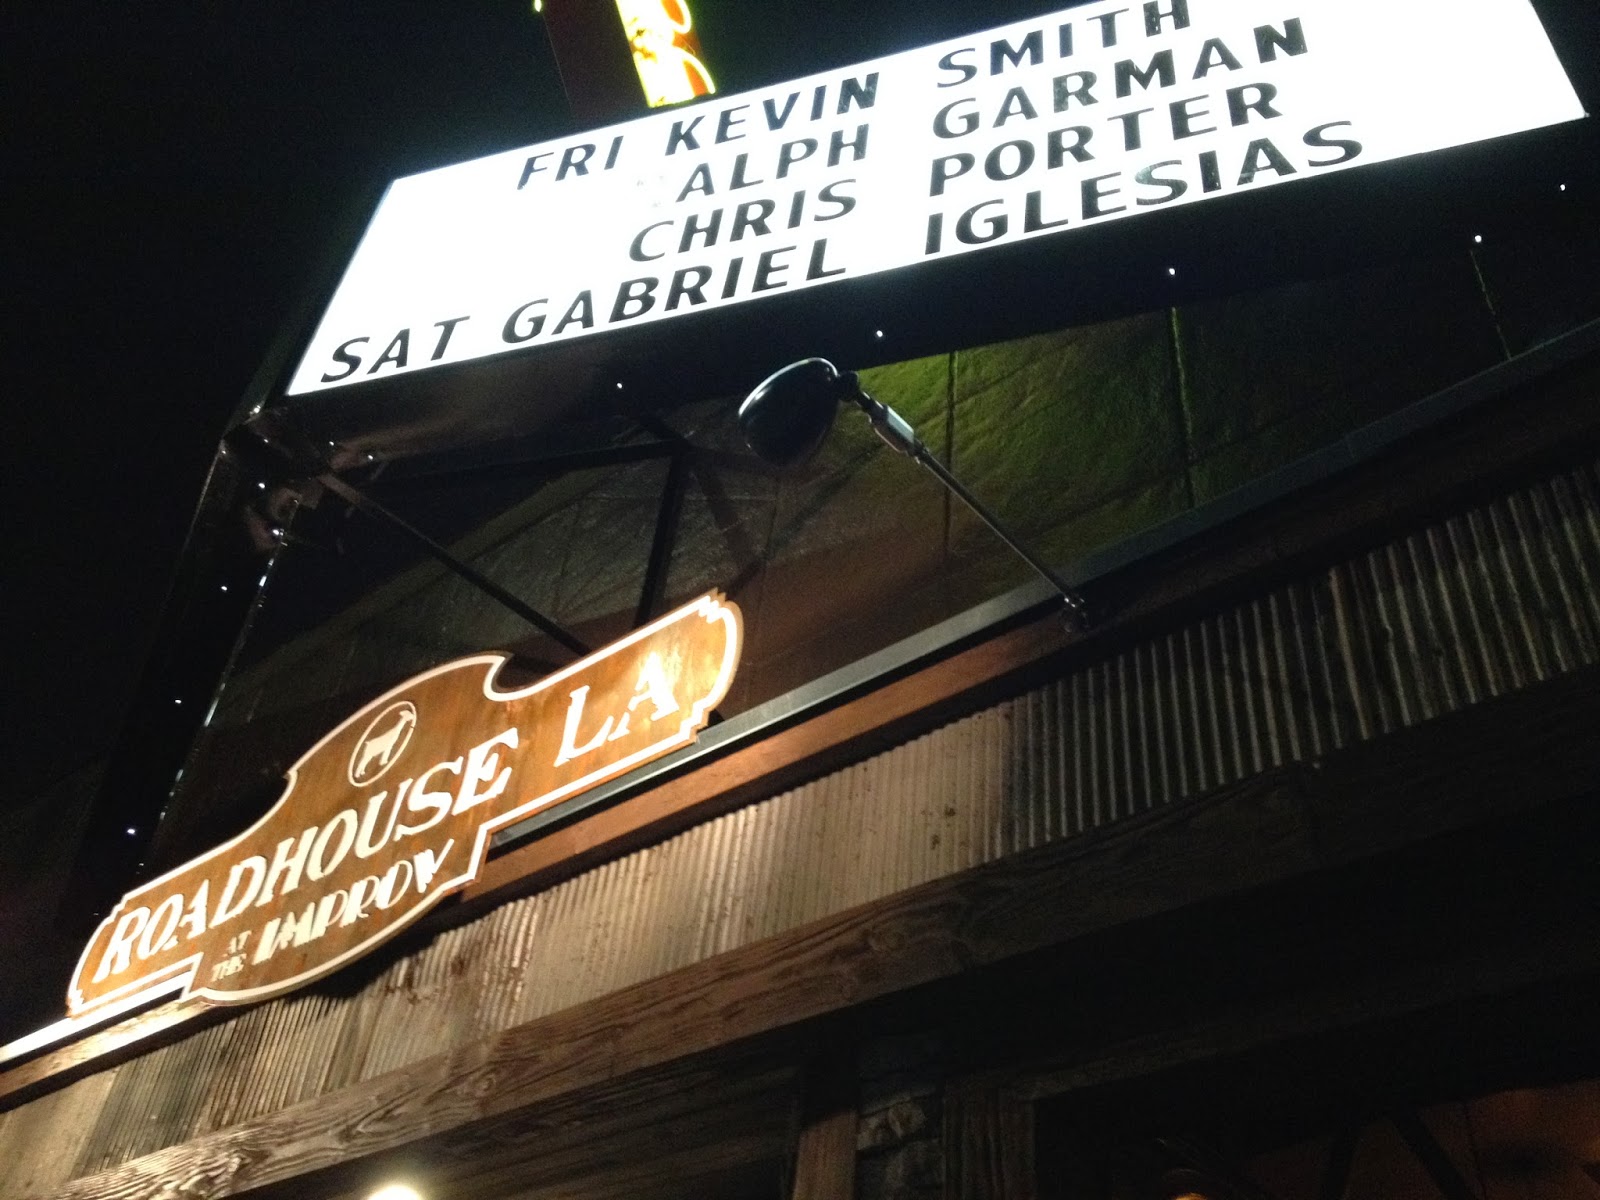 FRI KEVIN SMITH
ALPH GARMAN
CHRIS PORTER
SAT GABRIEL IGLESIAS
ROADHOUSE LA
AT THE IMPROV